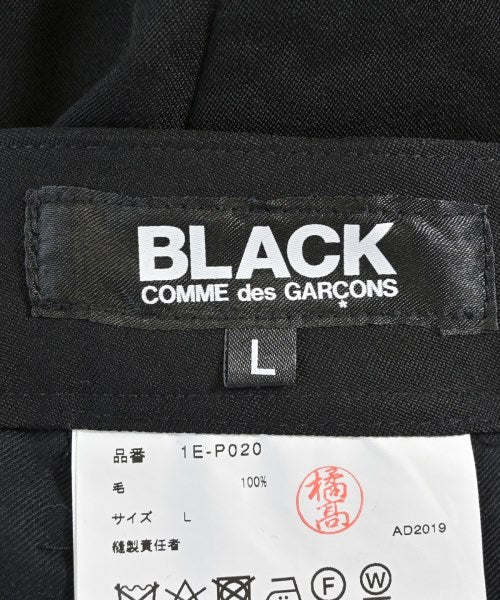 BLACK
COMME des GARÇONS
L
品番 1E-P020
毛 100%
橘髙
サイズ L
AD2019
縫製責任者
F W